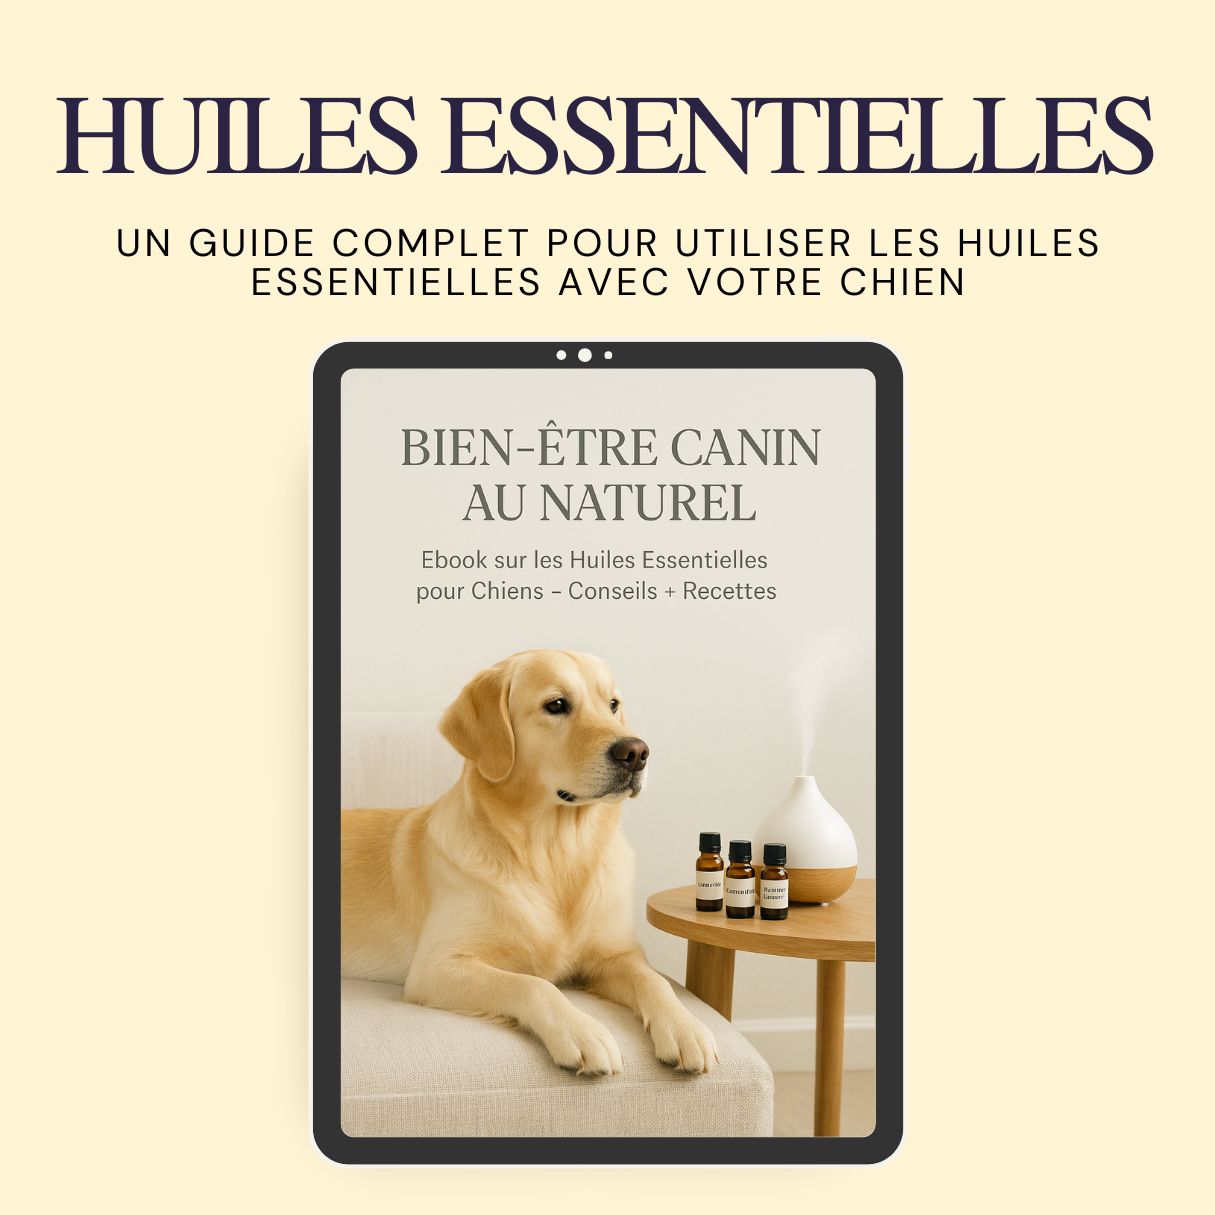 HUILES ESSENTIELLES
UN GUIDE COMPLET POUR UTILISER LES HUILES
ESSENTIELLES AVEC VOTRE CHIEN
BIEN-ÊTRE CANIN
AU NATUREL
Ebook sur les Huiles Essentielles
pour Chiens – Conseils + Recettes